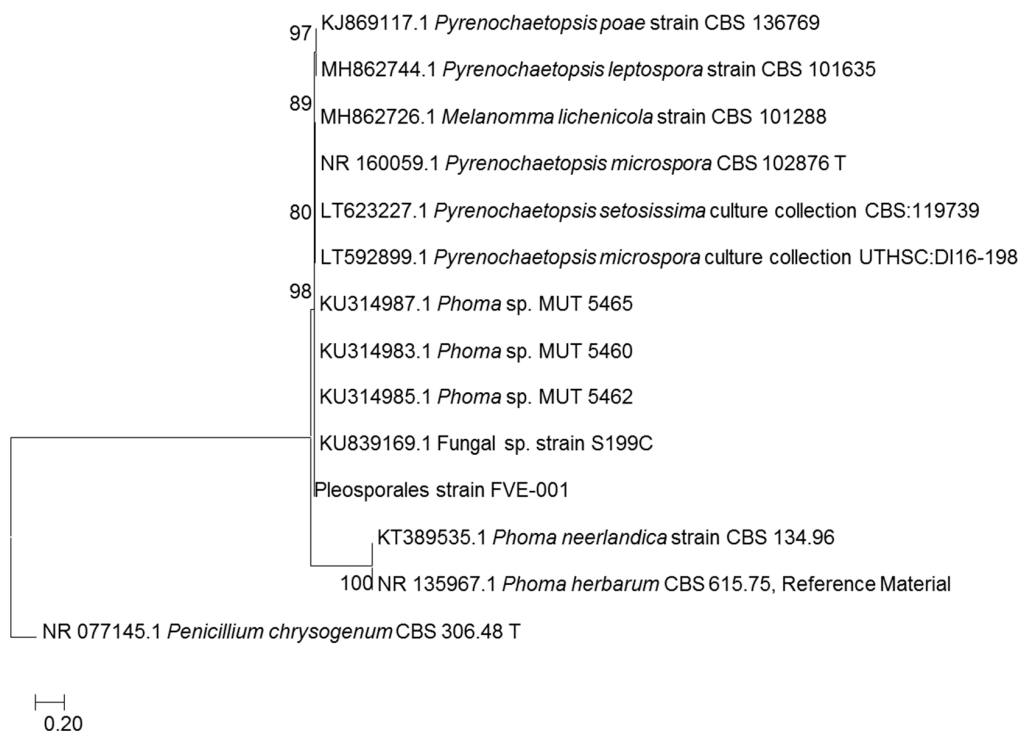 97
KJ869117.1 Pyrenochaetopsis poae strain CBS 136769
MH862744.1 Pyrenochaetopsis leptospora strain CBS 101635
89
MH862726.1 Melanomma lichenicola strain CBS 101288
NR 160059.1 Pyrenochaetopsis microspora CBS 102876 T
80
LT623227.1 Pyrenochaetopsis setosissima culture collection CBS:119739
LT592899.1 Pyrenochaetopsis microspora culture collection UTHSC:DI16-198
98
KU314987.1 Phoma sp. MUT 5465
KU314983.1 Phoma sp. MUT 5460
KU314985.1 Phoma sp. MUT 5462
KU839169.1 Fungal sp. strain S199C
Pleosporales strain FVE-001
KT389535.1 Phoma neerlandica strain CBS 134.96
100
NR 135967.1 Phoma herbarum CBS 615.75, Reference Material
NR 077145.1 Penicillium chrysogenum CBS 306.48 T
0.20